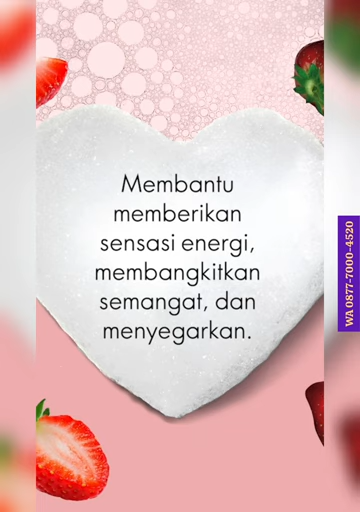 Membantu
memberikan
sensasi energi,
membangkitkan
semangat, dan
menyegarkan.
WA 0877-7000-4520